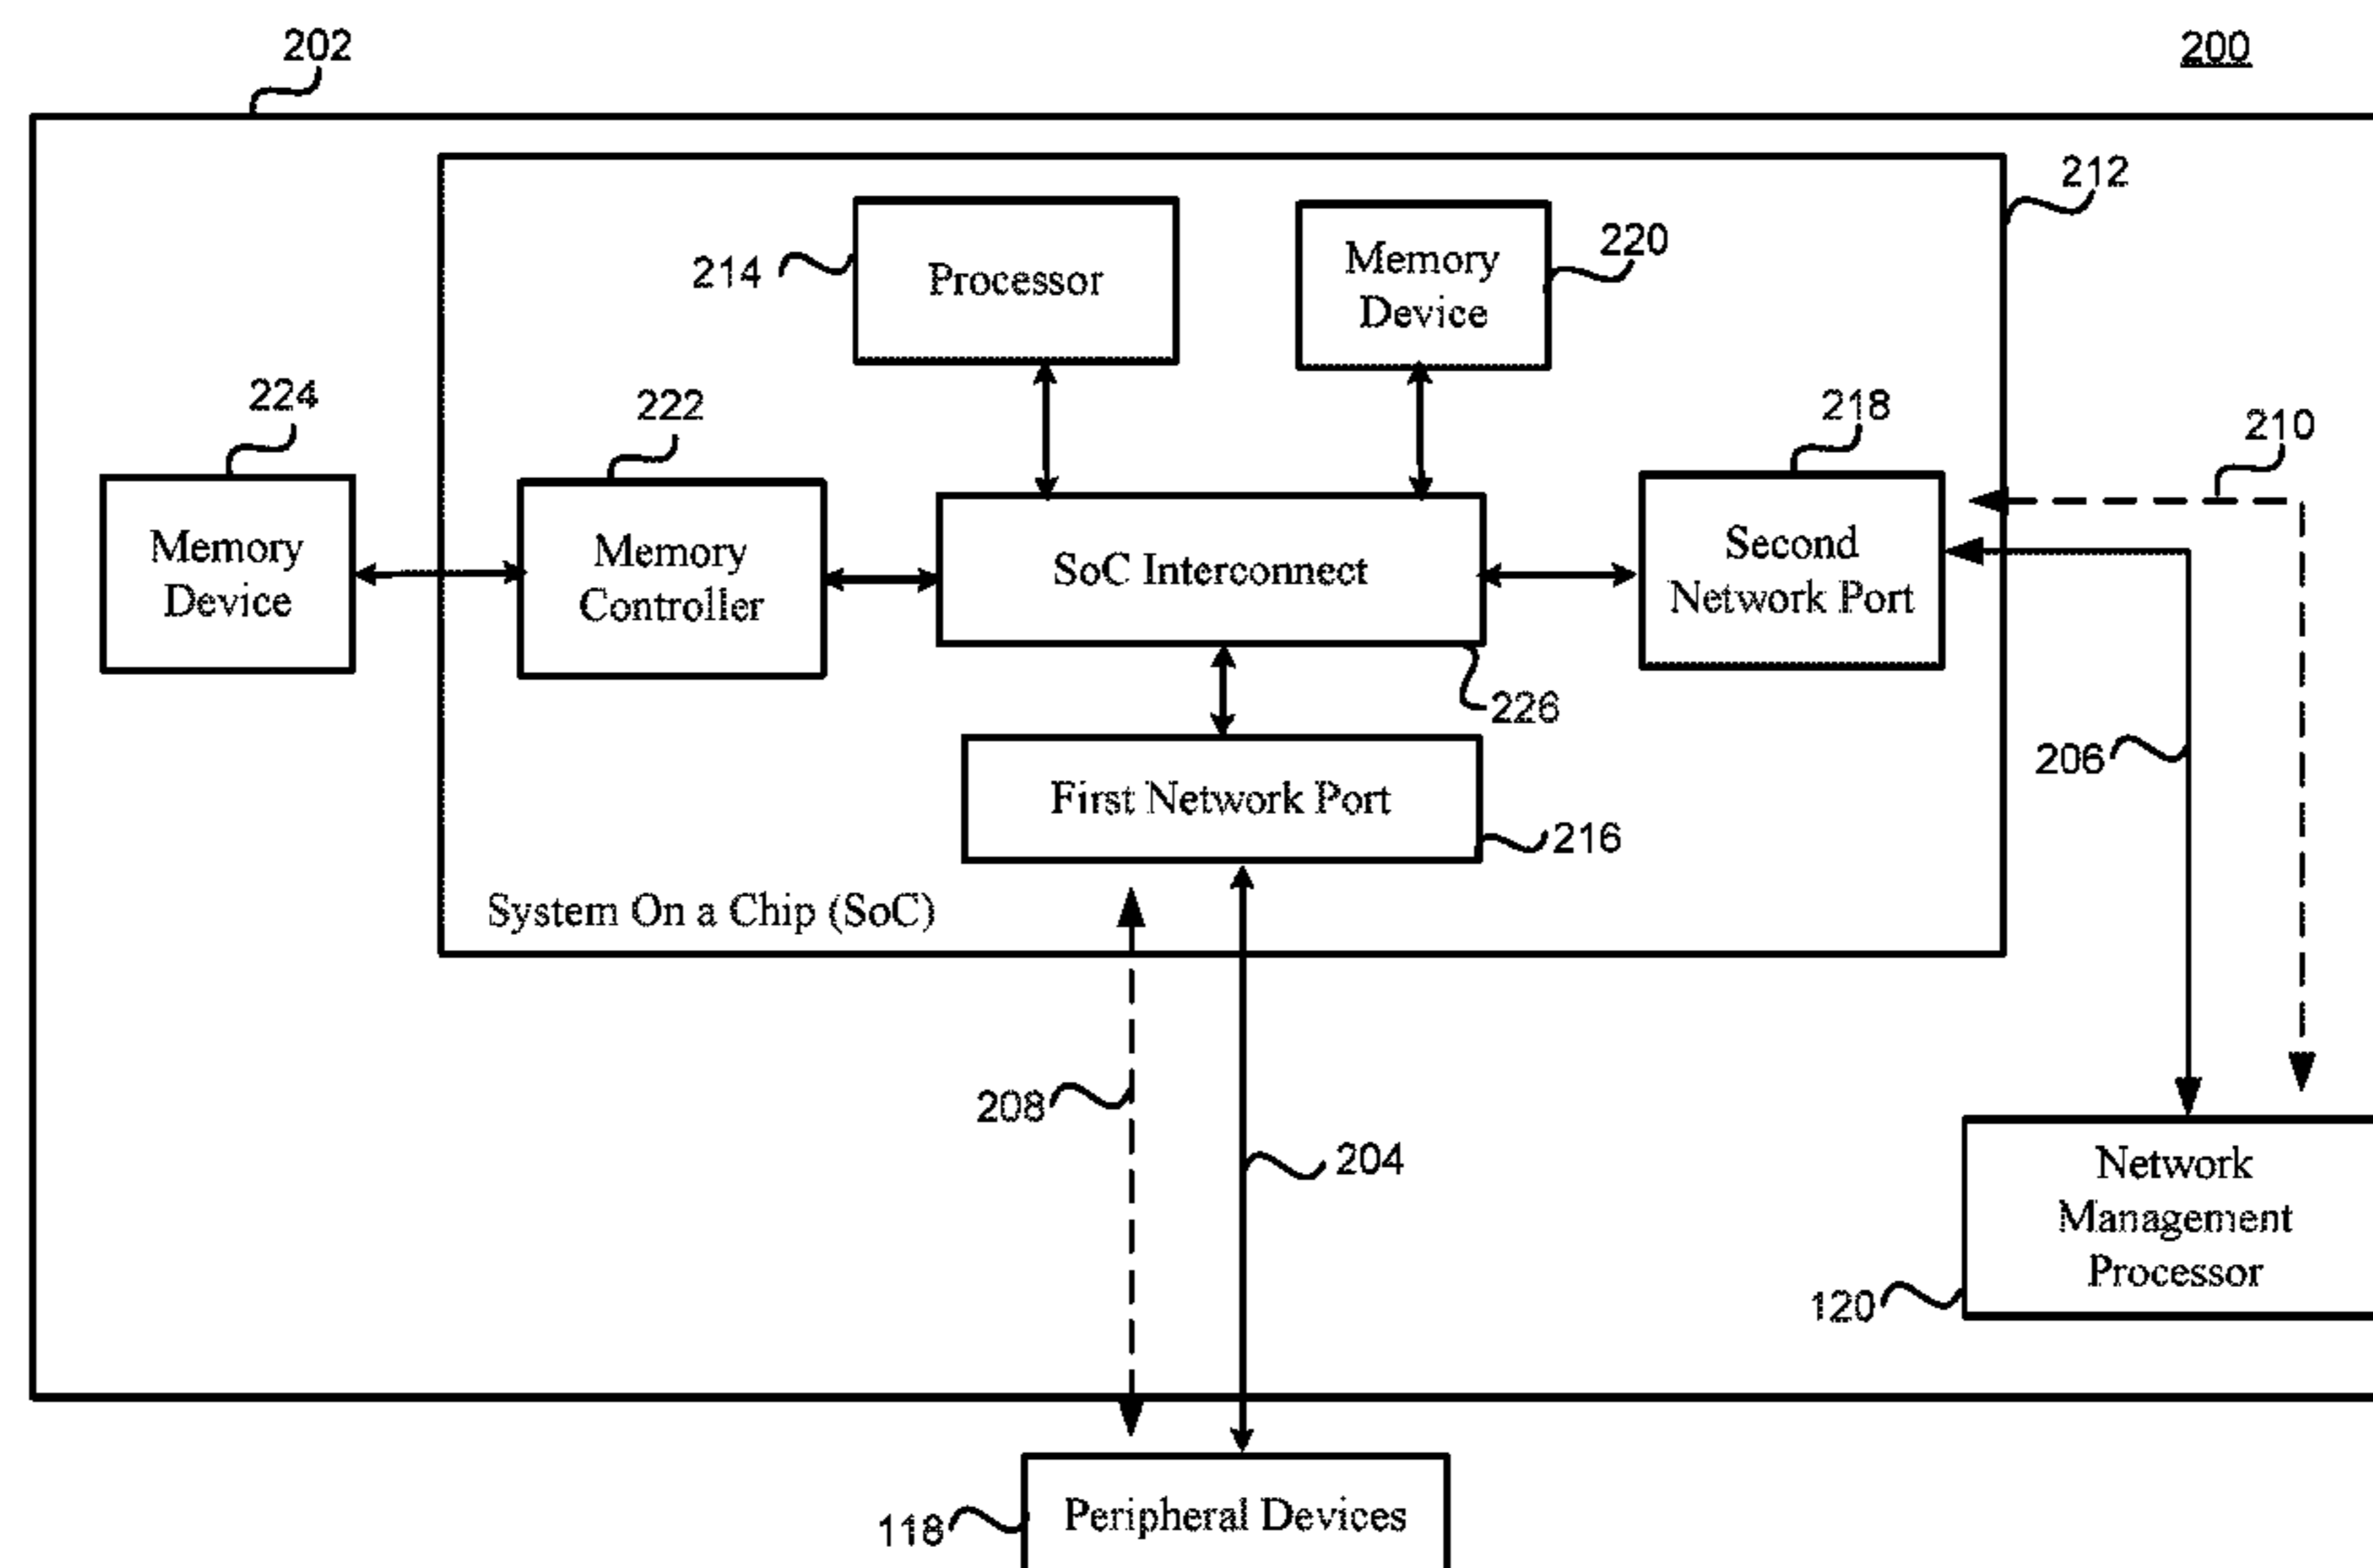 202
200
212
214
Processor
Memory
Device
220
224
222
218
210
Memory
Device
Memory
Controller
SoC Interconnect
Second
Network Port
226
206
First Network Port
216
System On a Chip (SoC)
208
204
Network
Management
Processor
120
118
Peripheral Devices